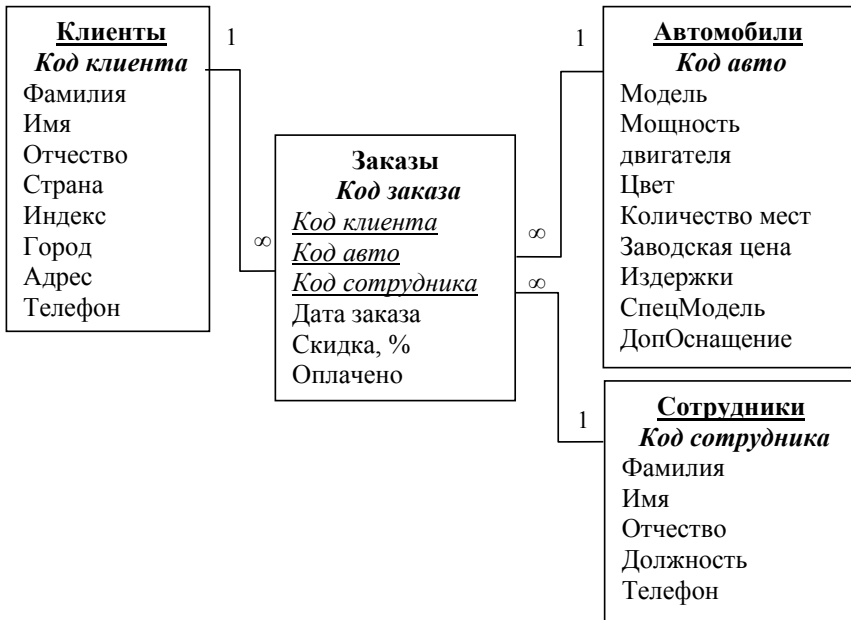 Клиенты
Код клиента
Фамилия
Имя
Отчество
Страна
Индекс
Город
Адрес
Телефон
1
∞
Заказы
Код заказа
Код клиента
Код авто
Код сотрудника
Дата заказа
Скидка, %
Оплачено
∞
∞
1
1
Автомобили
Код авто
Модель
Мощность
двигателя
Цвет
Количество мест
Заводская цена
Издержки
СпецМодель
ДопОснащение
Сотрудники
Код сотрудника
Фамилия
Имя
Отчество
Должность
Телефон